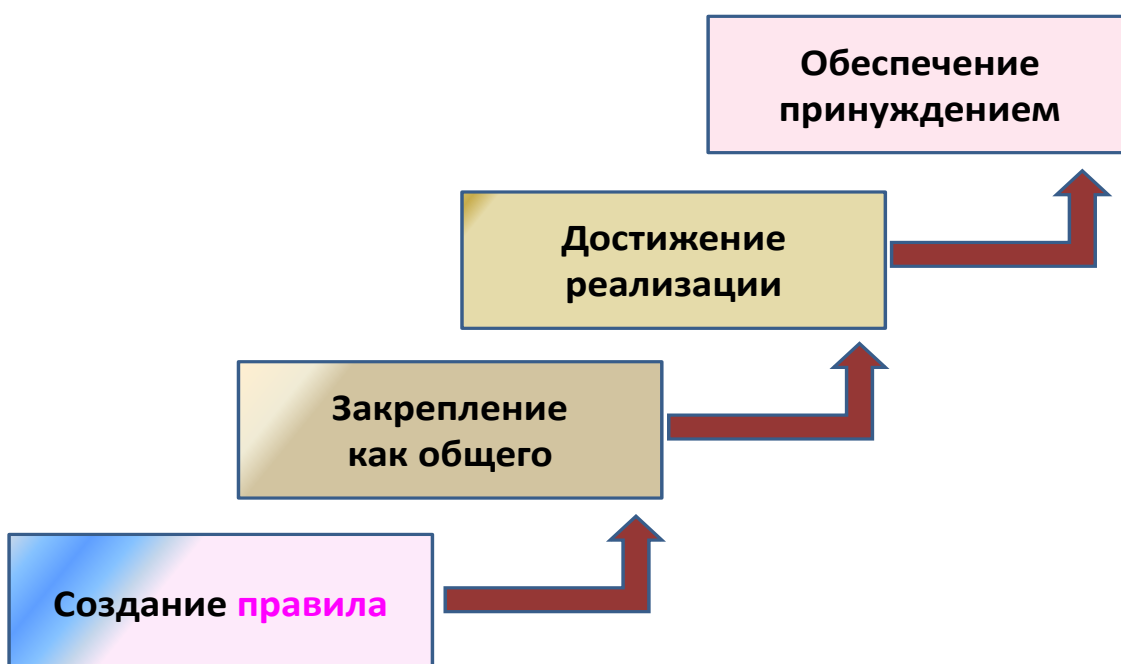 Обеспечение
принуждением
Достижение
реализации
Закрепление
как общего
Создание правила